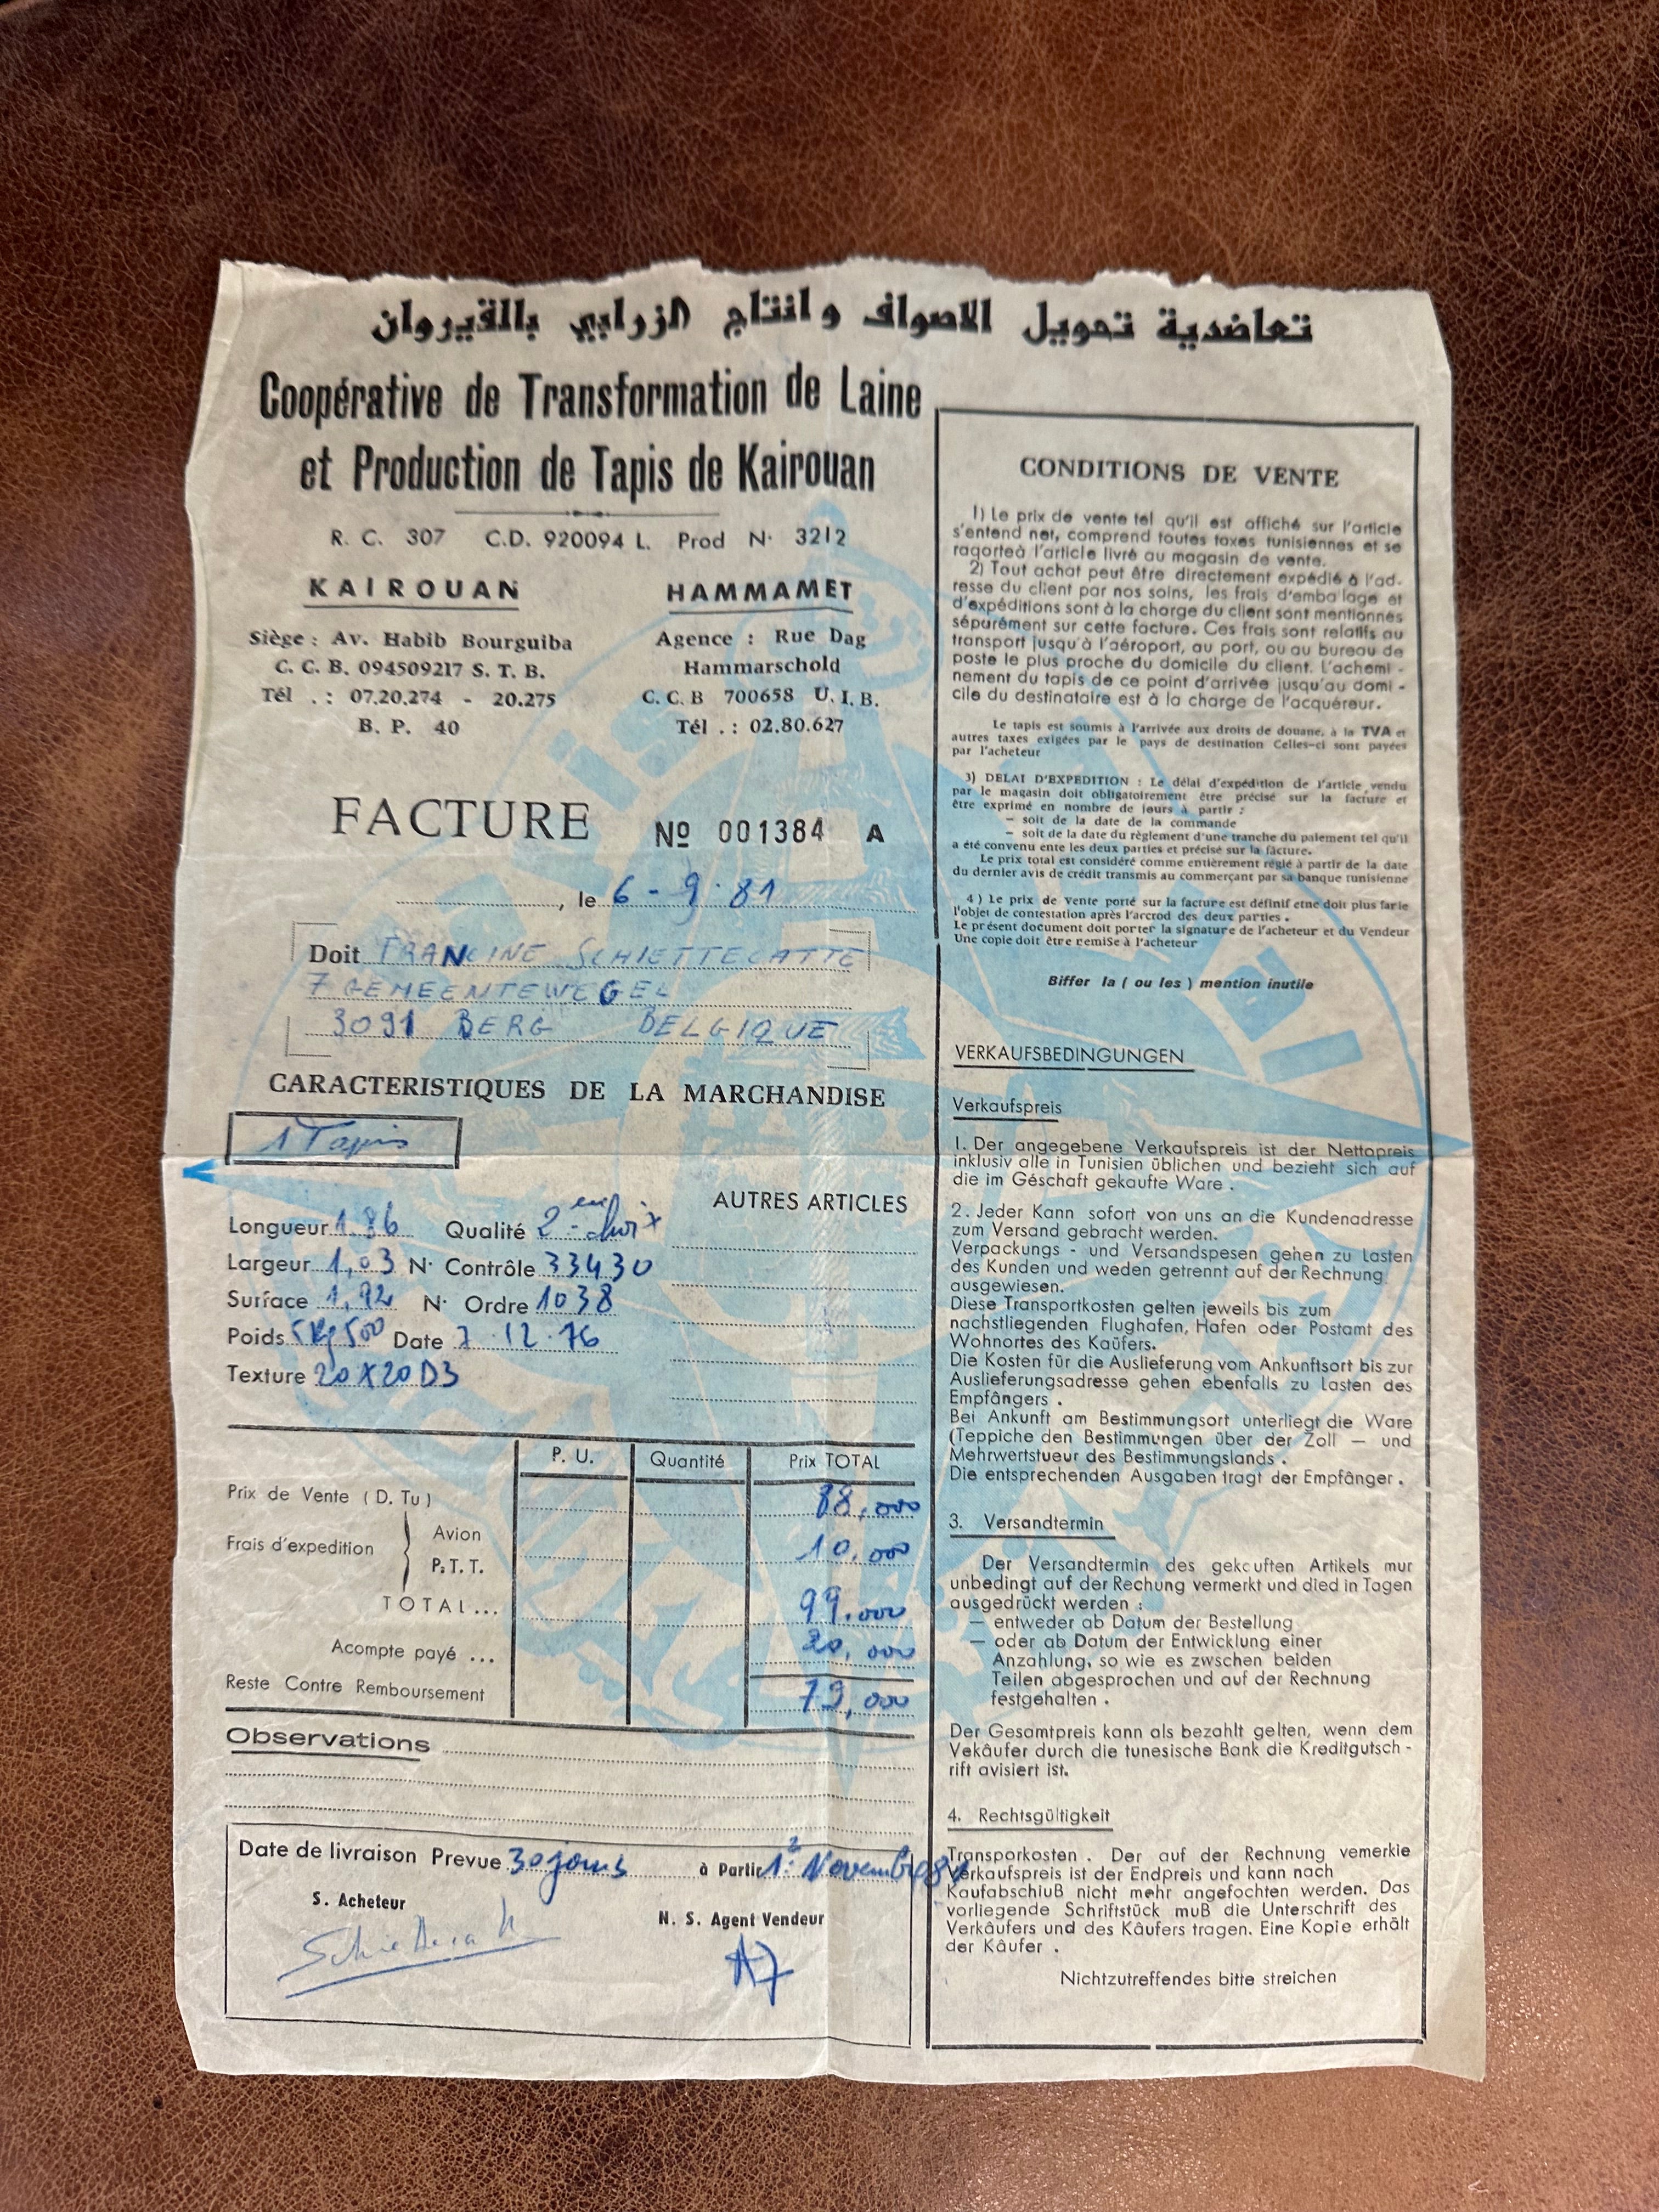 تعاضدية تحويل الاصواف و انتاج الزرابي بالقيروان
Coopérative de Transformation de Laine
et Production de Tapis de Kairouan
R. C. 307 C.D. 920094 L. Prod N· 3212
KAIROUAN
Siège : Av. Habib Bourguiba
C. C. B. 094509217 S. T. B.
Tél .: 07.20.274 - 20.275
B. P. 40
HAMMAMET
Agence : Rue Dag
Hammarschold
C. C. B 700658 U. I. B.
Tél .: 02.80.627
FACTURE Nº 001384 A
, le 6 - 9 · 81
Doit FRANCINE SCHIETTECATTE
7 GEMEENTEWEGEL
3091 BERG BELGIQUE
CARACTERISTIQUES DE LA MARCHANDISE
1 Tapis
AUTRES ARTICLES
Longueur 1.86 Qualité 2em choix
Largeur 1,03 N· Contrôle 33430
Surface 1,92 N· Ordre 1038
Poids 5Kg500 Date 7.12.76
Texture 20X20D3
P. U. Quantité Prix TOTAL
Prix de Vente ( D. Tu ) 88,000
Frais d'expedition Avion 10,000
P.T.T.
TOTAL... 99.000
Acompte payé ... 20,000
Reste Contre Remboursement 79,000
Observations
Date de livraison Prevue 30 jours à Partir 1º Novembre
S. Acheteur
N. S. Agent Vendeur
CONDITIONS DE VENTE
1) Le prix de vente tel qu'il est affiché sur l'article
s'entend net, comprend toutes taxes tunisiennes et se
raqorteà l'article livré au magasin de vente.
2) Tout achat peut être directement expédié à l'ad-
resse du client par nos soins, les frais d'emba lage et
d'expéditions sont à la charge du client sont mentionnés
séparément sur cette facture. Ces frais sont relatifs au
transport jusqu'à l'aéroport, au port, ou au bureau de
poste le plus proche du domicile du client. L'achemi -
nement du tapis de ce point d'arrivée jusqu'au domi -
cile du destinataire est à la charge de l'acquéreur.
Le tapis est soumis à l'arrivée aux droits de douane, à la TVA et
autres taxes exigées par le pays de destination Celles-ci sont payées
par l'acheteur
3) DELAI D'EXPEDITION : Le délai d'expédition de l'article vendu
par le magasin doit obligatoirement être précisé sur la facture et
être exprimé en nombre de jours à partir :
— soit de la date de la commande
— soit de la date du règlement d'une tranche du paiement tel qu'il
a été convenu ente les deux parties et précisé sur la facture.
Le prix total est considéré comme entièrement réglé à partir de la date
du dernier avis de crédit transmis au commerçant par sa banque tunisienne
4 ) Le prix de vente porté sur la facture est définif etne doit plus farie
l'objet de contestation après l'accrod des deux parties .
Le présent document doit porter la signature de l'acheteur et du Vendeur
Une copie doit être remise à l'acheteur
Biffer la ( ou les ) mention inutile
VERKAUFSBEDINGUNGEN
Verkaufspreis
1. Der angegebene Verkaufspreis ist der Nettopreis
inklusiv alle in Tunisien üblichen und bezieht sich auf
die im Géschaft gekaufte Ware .
2. Jeder Kann sofort von uns an die Kundenadresse
zum Versand gebracht werden.
Verpackungs - und Versandspesen gehen zu Lasten
des Kunden und weden getrennt auf der Rechnung
ausgewiesen.
Diese Transportkosten gelten jeweils bis zum
nachstliegenden Flughafen, Hafen oder Postamt des
Wohnortes des Kaüfers.
Die Kosten für die Auslieferung vom Ankunftsort bis zur
Auslieferungsadresse gehen ebenfalls zu Lasten des
Empfängers .
Bei Ankunft am Bestimmungsort unterliegt die Ware
(Teppiche den Bestimmungen über der Zoll — und
Mehrwertstueur des Bestimmungslands .
Die entsprechenden Ausgaben tragt der Empfânger .
3. Versandtermin
Der Versandtermin des gekauften Artikels mur
unbedingt auf der Rechung vermerkt und died in Tagen
ausgedrückt werden :
— entweder ab Datum der Bestellung
— oder ab Datum der Entwicklung einer
Anzahlung, so wie es zwschen beiden
Teilen abgesprochen und auf der Rechnung
festgehalten .
Der Gesamtpreis kann als bezahlt gelten, wenn dem
Vekâufer durch die tunesische Bank die Kreditgutsch -
rift avisiert ist.
4. Rechtsgültigkeit
Transporkosten . Der auf der Rechnung vemerkie
Verkaufspreis ist der Endpreis und kann nach
Kaufabschiuß nicht mehr angefochten werden. Das
vorliegende Schriftstück muß die Unterschrift des
Verkâufers und des Kâufers tragen. Eine Kopie erhält
der Kâufer .
Nichtzutreffendes bitte streichen